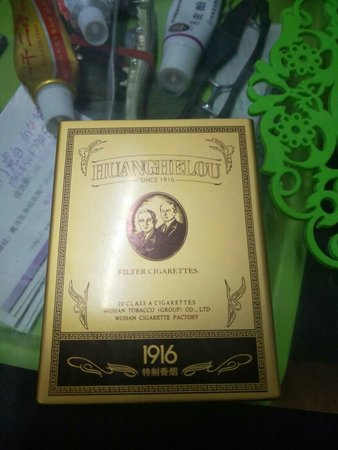 HUANGHELOU
SINCE 1916
FILTER CIGARETTES
20 CLASS A CIGARETTES
WUHAN TOBACCO (GROUP) CO., LTD
WUHAN CIGARETTE FACTORY
1916
特制香烟